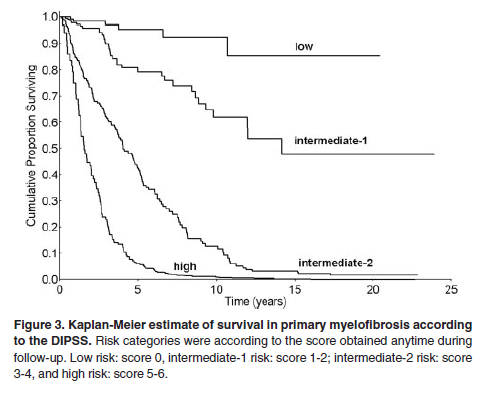 1.0
0.9
0.8
0.7
0.6
0.5
0.4
0.3
0.2
0.1
0.0
Cumulative Proportion Surviving
low
intermediate-1
intermediate-2
high
0 5 10 15 20 25
Time (years)
Figure 3. Kaplan-Meier estimate of survival in primary myelofibrosis according
to the DIPSS. Risk categories were according to the score obtained anytime during
follow-up. Low risk: score 0, intermediate-1 risk: score 1-2; intermediate-2 risk: score
3-4, and high risk: score 5-6.